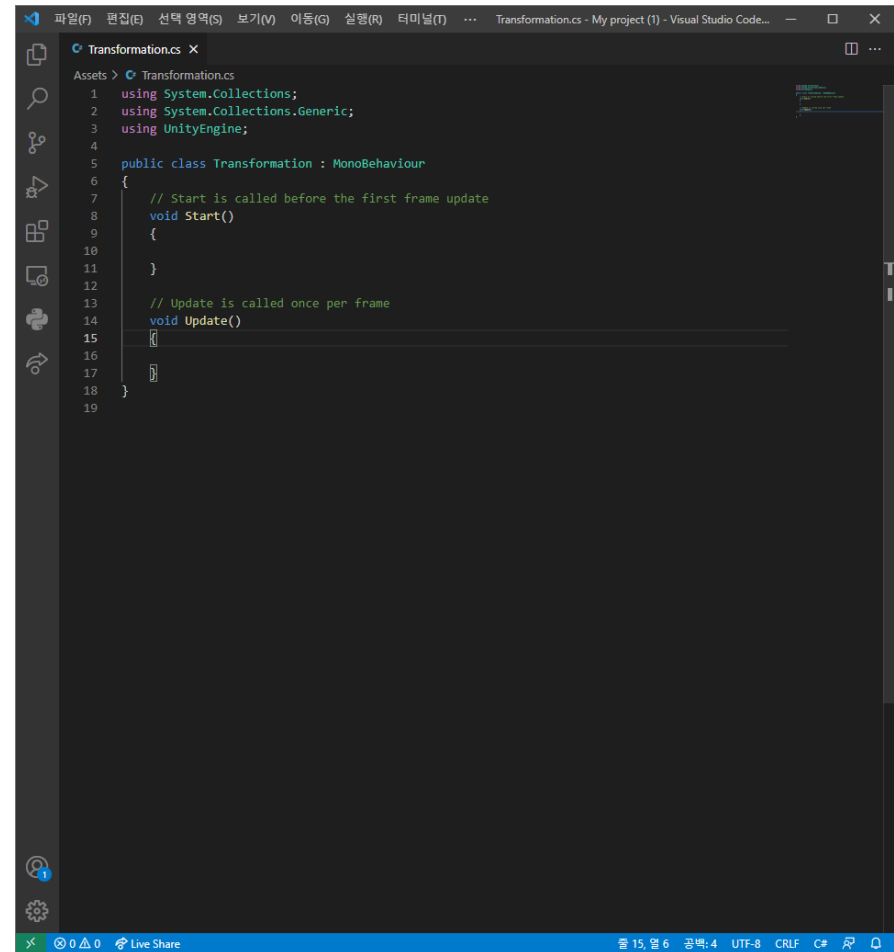 파일(F) 편집(E) 선택 영역(S) 보기(V) 이동(G) 실행(R) 터미널(T) ··· Transformation.cs - My project (1) - Visual Studio Code...
Transformation.cs
Assets > Transformation.cs
1 using System.Collections;
2 using System.Collections.Generic;
3 using UnityEngine;
4
5 public class Transformation : MonoBehaviour
6 {
7 // Start is called before the first frame update
8 void Start()
9 {
10
11 }
12
13 // Update is called once per frame
14 void Update()
15 {
16
17 }
18 }
19
1
0 0 Live Share 줄 15, 열 6 공백: 4 UTF-8 CRLF C#